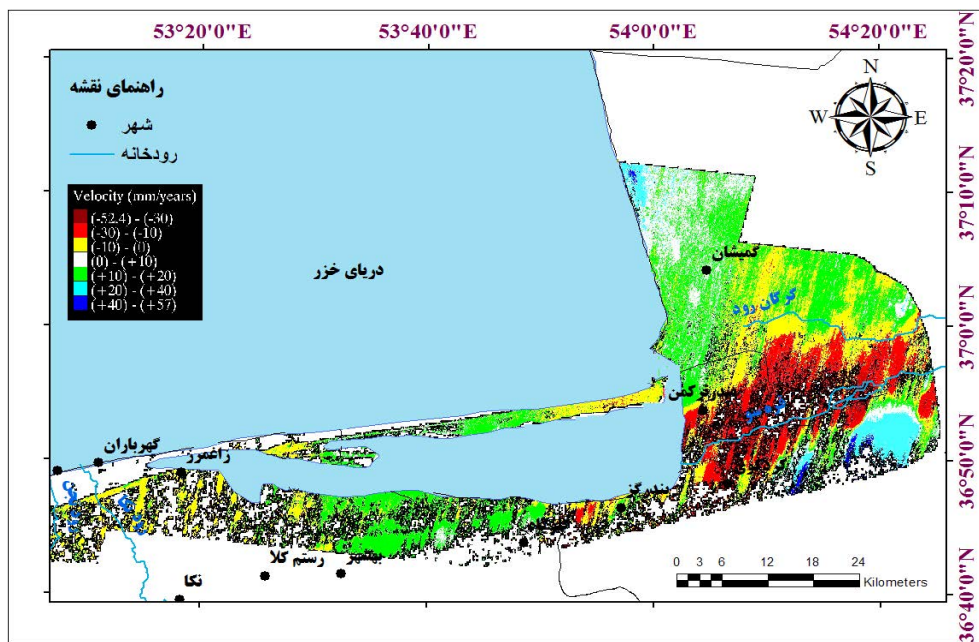 53°20'0"E
53°40'0"E
54°0'0"E
54°20'0"E
37°20'0"N
37°10'0"N
37°0'0"N
36°50'0"N
36°40'0"N
راهنمای نقشه
شهر
رودخانه
Velocity (mm/years)
(-52.4) - (-30)
(-30) - (-10)
(-10) - (0)
(0) - (+10)
(+10) - (+20)
(+20) - (+40)
(+40) - (+57)
N
W
E
S
دریای خزر
کمیشان
گرگان رود
گهرباران
زاغمرز
نکا
رستم کلا
بهشهر
0 3 6 12 18 24
Kilometers